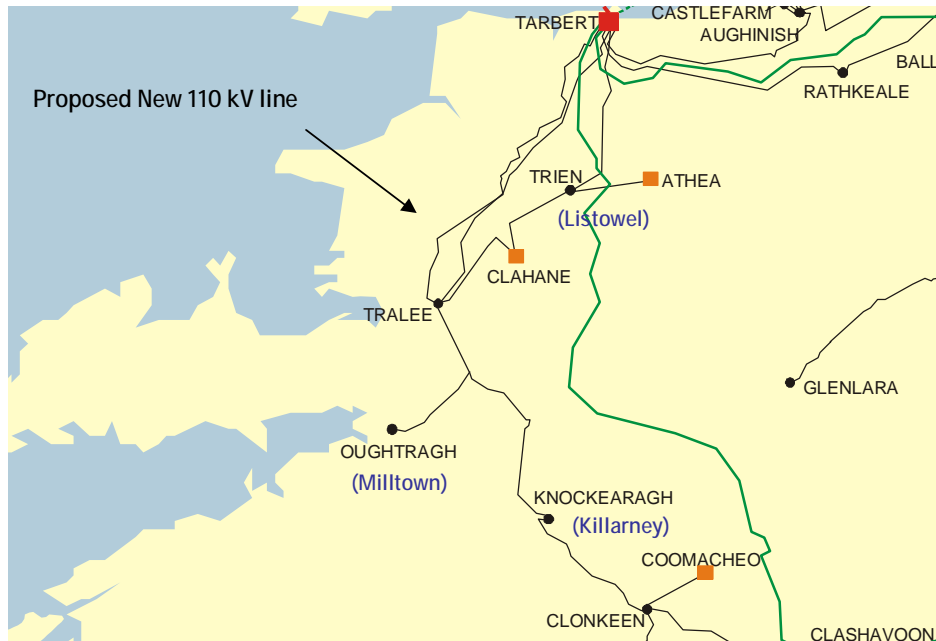 TARBERT
CASTLEFARM
AUGHINISH
BALL
RATHKEALE
Proposed New 110 kV line
TRIEN
ATHEA
(Listowel)
CLAHANE
TRALEE
GLENLARA
OUGHTRAGH
(Milltown)
KNOCKEARAGH
(Killarney)
COOMACHEO
CLONKEEN
CLASHAVOON